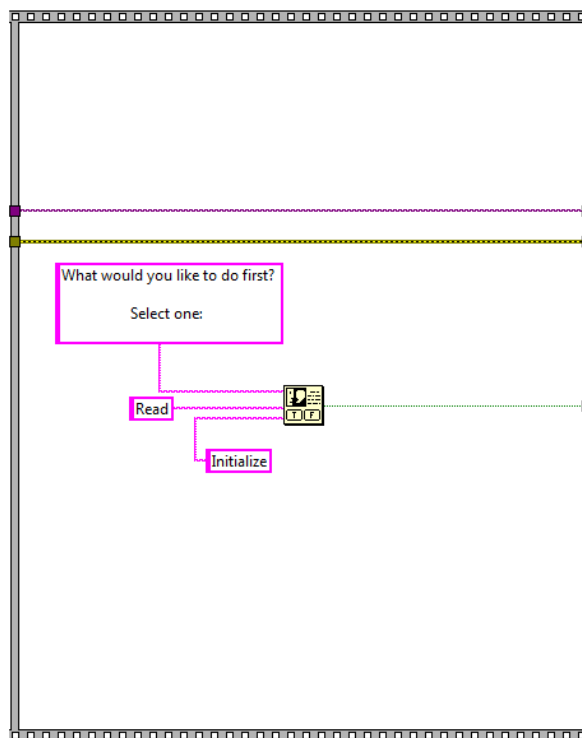 What would you like to do first?
Select one:
Read
T F
Initialize